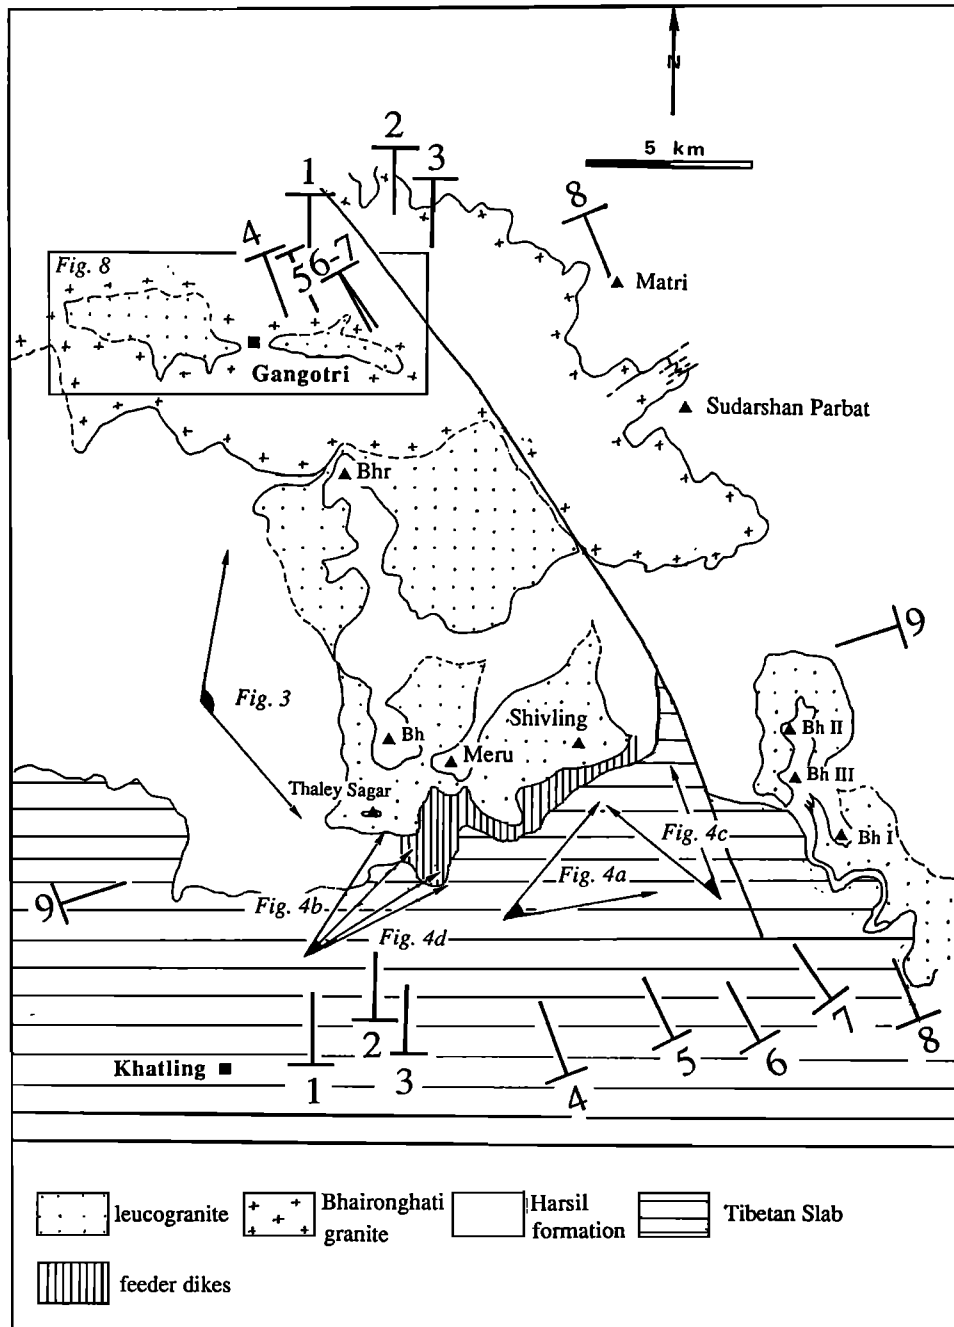 N
5 km
2
1
3
8
4
5
6-7
Fig. 8
Matri
Gangotri
Sudarshan Parbat
Bhr
9
Fig. 3
Shivling
Bh
Meru
Bh II
Bh III
Thaley Sagar
Fig. 4c
Bh I
Fig. 4a
9
Fig. 4b
Fig. 4d
2
7
8
5
6
Khatling
1
3
4
leucogranite
Bhaironghati
granite
Harsil
formation
Tibetan Slab
feeder dikes